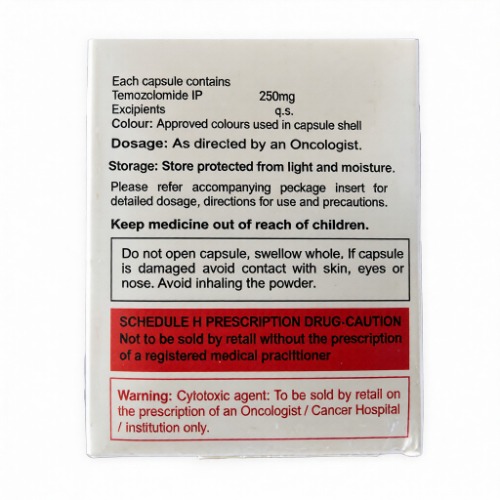 Each capsule contains
Temozclomide IP 250mg
Excipients q.s.
Colour: Approved colours used in capsule shell
Dosage: As directed by an Oncologist.
Storage: Store protected from light and moisture.
Please refer accompanying peckage insert for
detailed dosage, directions for use and precautions.
Keep medicine out of reach of children.
Do not open capsule, swellow whole. If capsule
is damaged avoid contact with skin, eyes or
nose. Avoid inhaling the powder.
SCHEDULE H PRESCRIPTION DRUG-CAUTION
Not to be sold by retall without the prescription
of a registered medical pracittioner
Warning: Cylotoxic agent: To be sold by retall on
the prescription of an Oncologist / Cancer Hospital
/ institution only.